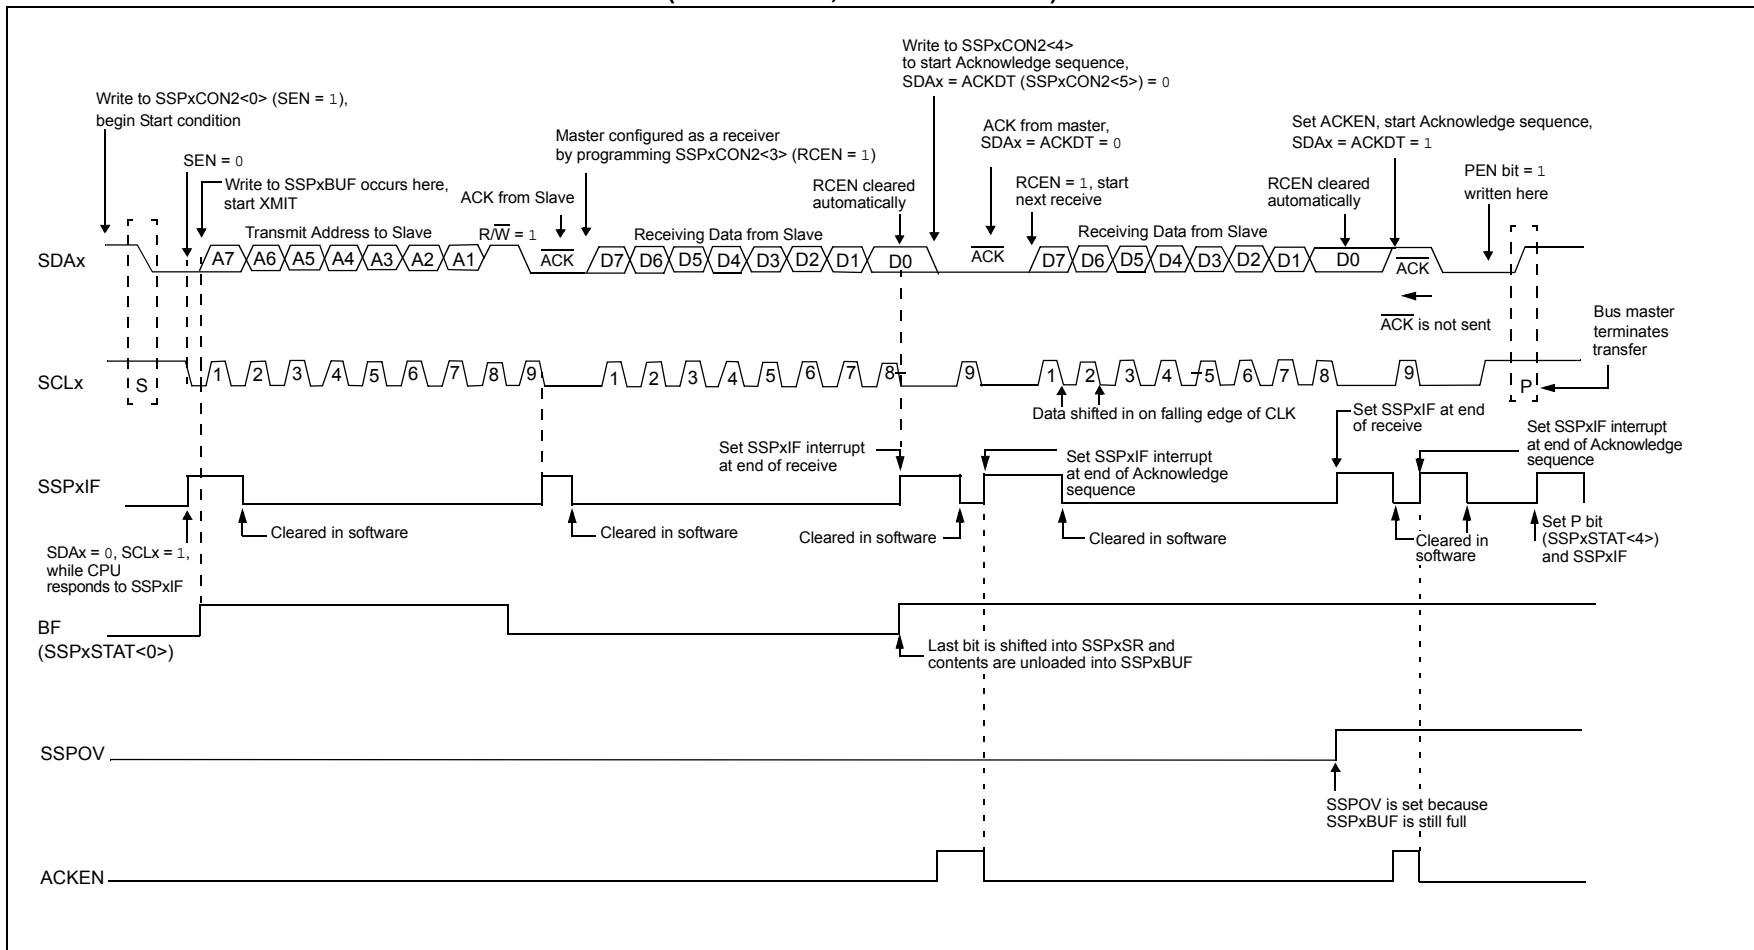 Write to SSPxCON2<4>
to start Acknowledge sequence,
SDAx = ACKDT (SSPxCON2<5>) = 0
Write to SSPxCON2<0> (SEN = 1),
begin Start condition
ACK from master,
SDAx = ACKDT = 0
Set ACKEN, start Acknowledge sequence,
SDAx = ACKDT = 1
Master configured as a receiver
by programming SSPxCON2<3> (RCEN = 1)
SEN = 0
Write to SSPxBUF occurs here,
start XMIT
ACK from Slave
RCEN cleared
automatically
RCEN = 1, start
next receive
RCEN cleared
automatically
PEN bit = 1
written here
Transmit Address to Slave
R/W = 1
Receiving Data from Slave
Receiving Data from Slave
SDAx
A7 A6 A5 A4 A3 A2 A1
ACK
D7 D6 D5 D4 D3 D2 D1 D0
ACK
D7 D6 D5 D4 D3 D2 D1 D0
ACK
ACK is not sent
Bus master
terminates
transfer
SCLx
S
1 2 3 4 5 6 7 8 9
1 2 3 4 5 6 7 8 9
1 2 3 4 5 6 7 8 9
P
Data shifted in on falling edge of CLK
Set SSPxIF interrupt
at end of receive
Set SSPxIF interrupt
at end of Acknowledge
sequence
Set SSPxIF at end
of receive
Set SSPxIF interrupt
at end of Acknowledge
sequence
SSPxIF
Cleared in software
Cleared in software
Cleared in software
Cleared in software
Cleared in
software
Set P bit
(SSPxSTAT<4>)
and SSPxIF
SDAx = 0, SCLx = 1,
while CPU
responds to SSPxIF
BF
(SSPxSTAT<0>)
Last bit is shifted into SSPxSR and
contents are unloaded into SSPxBUF
SSPOV
SSPOV is set because
SSPxBUF is still full
ACKEN